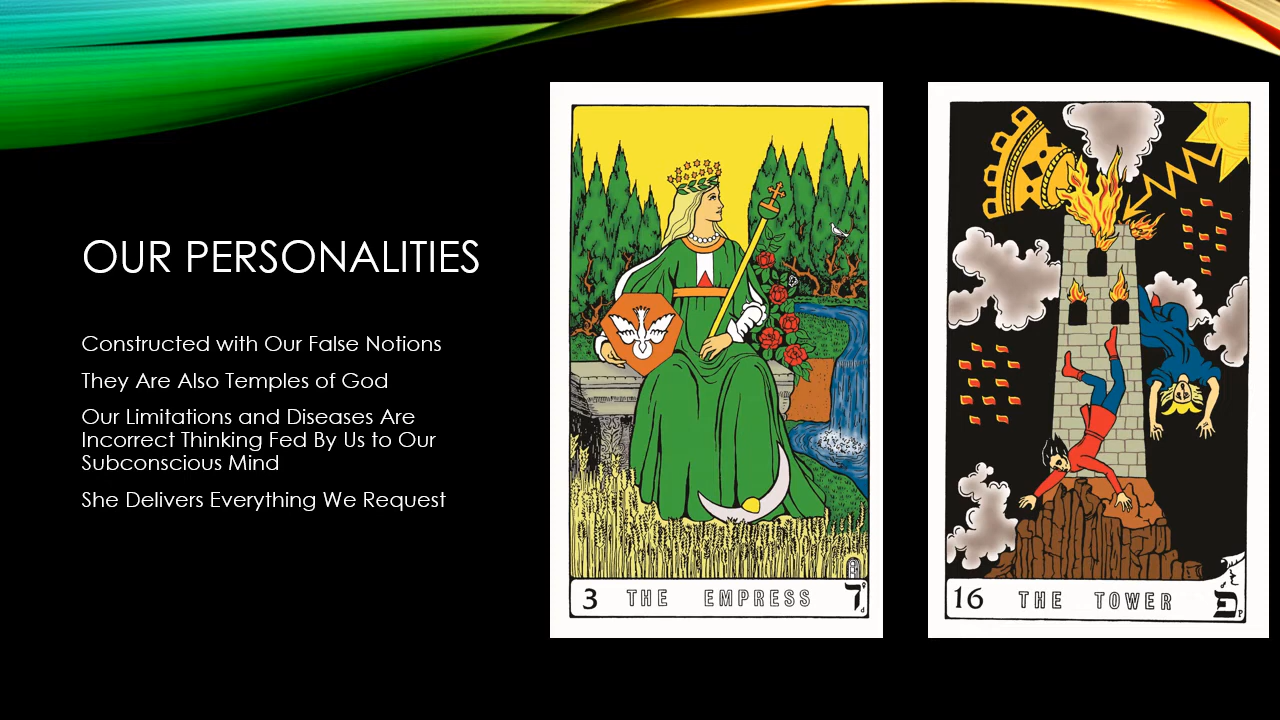 OUR PERSONALITIES
Constructed with Our False Notions
They Are Also Temples of God
Our Limitations and Diseases Are
Incorrect Thinking Fed By Us to Our
Subconscious Mind
She Delivers Everything We Request
3 THE EMPRESS ד
16 THE TOWER פ